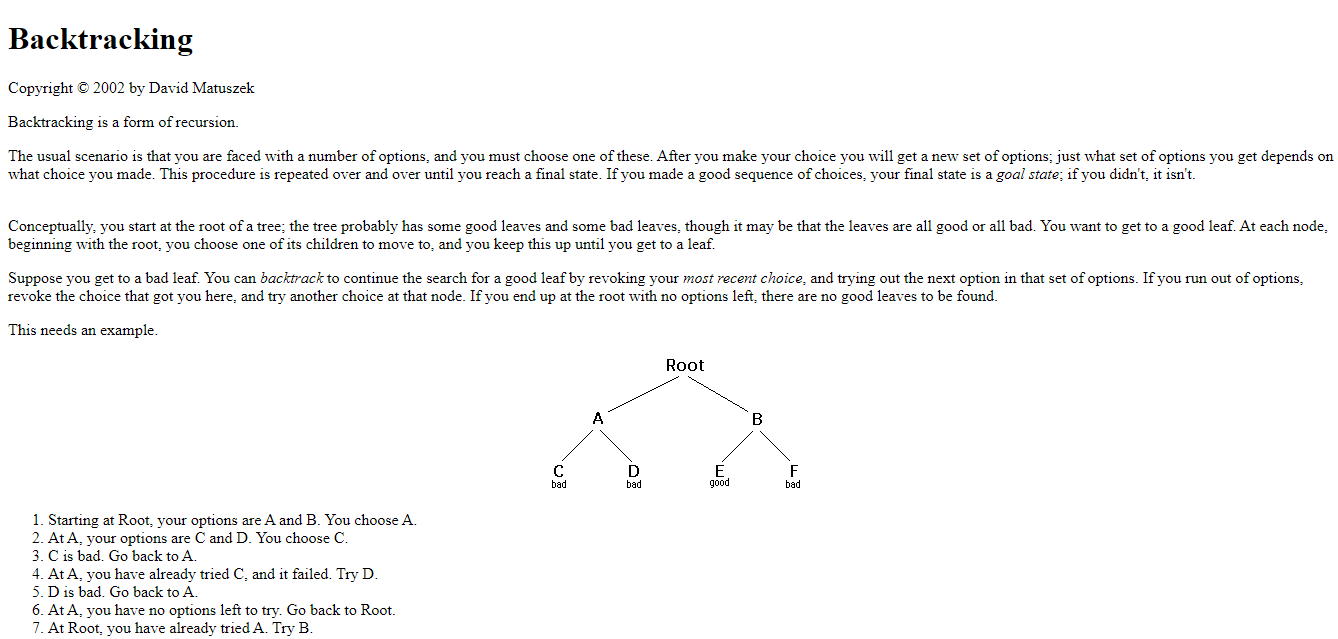 Backtracking
Copyright © 2002 by David Matuszek
Backtracking is a form of recursion.
The usual scenario is that you are faced with a number of options, and you must choose one of these. After you make your choice you will get a new set of options; just what set of options you get depends on
what choice you made. This procedure is repeated over and over until you reach a final state. If you made a good sequence of choices, your final state is a goal state; if you didn't, it isn't.
Conceptually, you start at the root of a tree; the tree probably has some good leaves and some bad leaves, though it may be that the leaves are all good or all bad. You want to get to a good leaf. At each node,
beginning with the root, you choose one of its children to move to, and you keep this up until you get to a leaf.
Suppose you get to a bad leaf. You can backtrack to continue the search for a good leaf by revoking your most recent choice, and trying out the next option in that set of options. If you run out of options,
revoke the choice that got you here, and try another choice at that node. If you end up at the root with no options left, there are no good leaves to be found.
This needs an example.
Root
A B
C D E F
bad bad good bad
1. Starting at Root, your options are A and B. You choose A.
2. At A, your options are C and D. You choose C.
3. C is bad. Go back to A.
4. At A, you have already tried C, and it failed. Try D.
5. D is bad. Go back to A.
6. At A, you have no options left to try. Go back to Root.
7. At Root, you have already tried A. Try B.